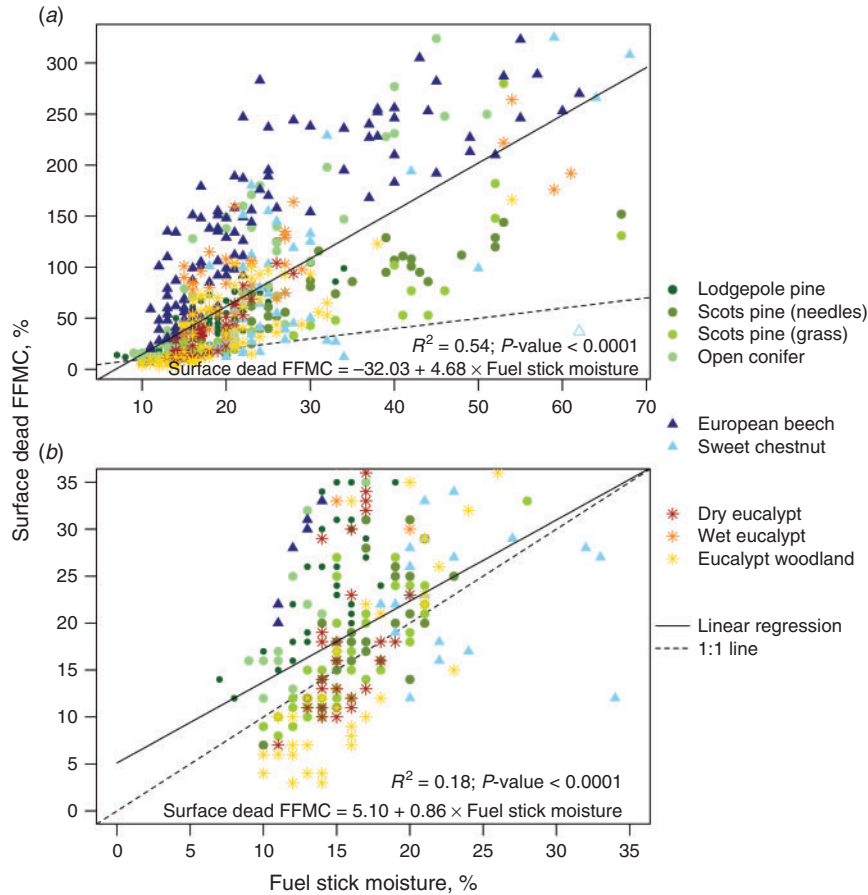 (a)
300
250
200
150
100
50
0
R² = 0.54; P-value < 0.0001
Surface dead FFMC = –32.03 + 4.68 × Fuel stick moisture
10 20 30 40 50 60 70
Surface dead FFMC, %
(b)
35
30
25
20
15
10
5
0
R² = 0.18; P-value < 0.0001
Surface dead FFMC = 5.10 + 0.86 × Fuel stick moisture
0 5 10 15 20 25 30 35
Fuel stick moisture, %
Lodgepole pine
Scots pine (needles)
Scots pine (grass)
Open conifer
European beech
Sweet chestnut
Dry eucalypt
Wet eucalypt
Eucalypt woodland
Linear regression
1:1 line